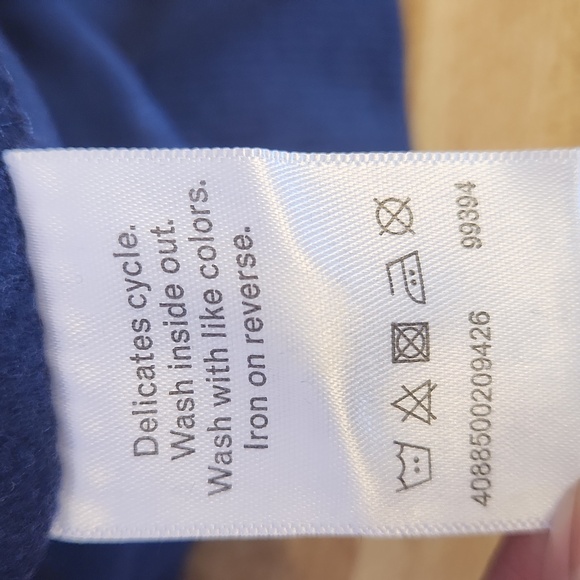 Delicates cycle.
Wash inside out.
Wash with like colors.
Iron on reverse.
4088500209426 99394